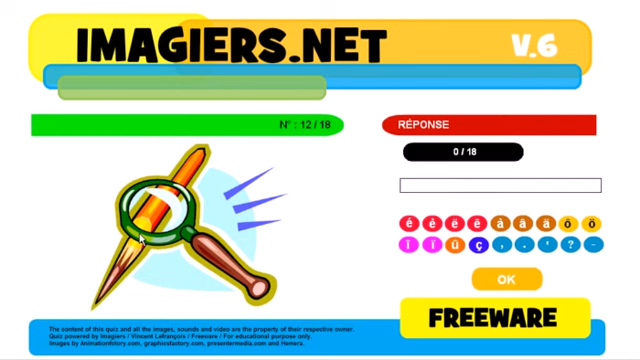 IMAGIERS.NET
V.6
N° : 12 / 18
RÉPONSE
0 / 18
é è ê ë à â ä ô ö
î ï ü ç , . ' ? -
OK
FREEWARE
The content of this quiz and all the images, sounds and video are the property of their respective owner.
Quiz powered by Imagiers / Vincent Lefrançois / Freeware / For educational purpose only.
Images by Animationfctory.com, graphicsfactory.com, presentermedia.com and Hemera.